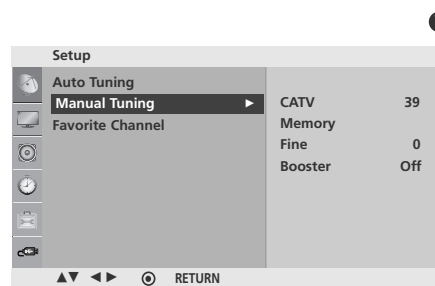 Setup
Auto Tuning
Manual Tuning ►
Favorite Channel
CATV 39
Memory
Fine 0
Booster Off
▲▼ ◄► ⦿ RETURN